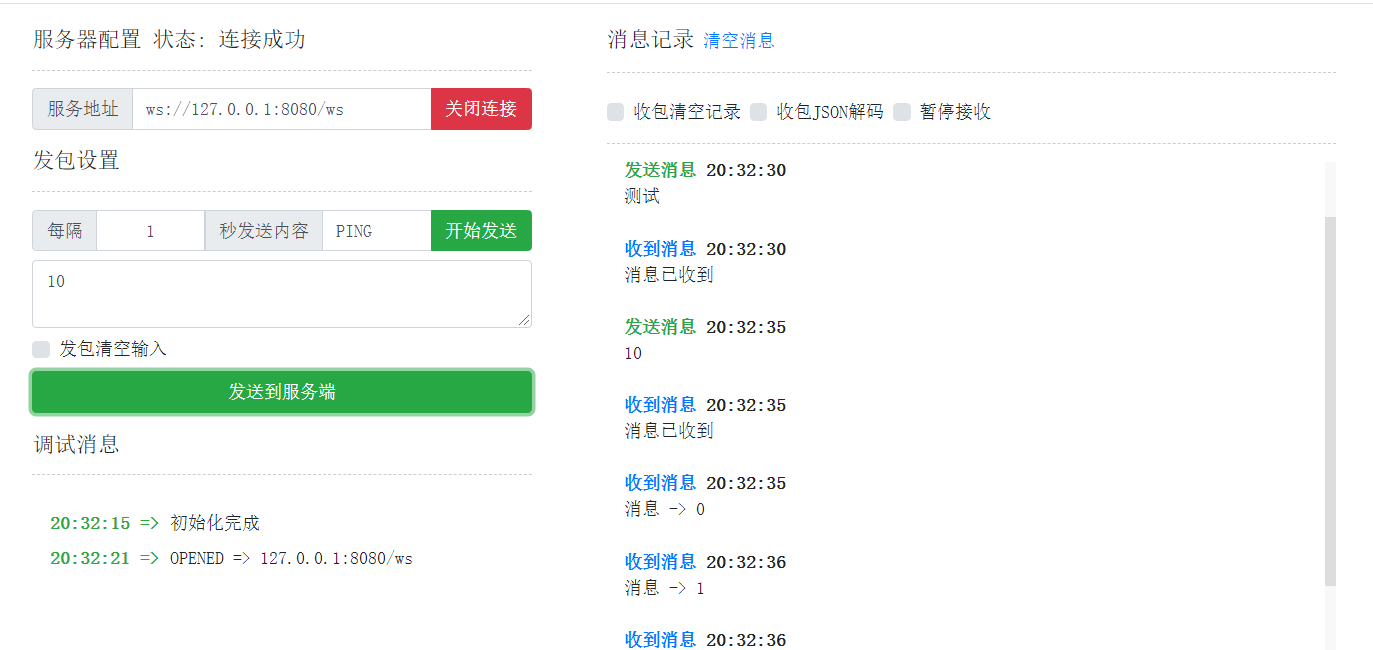 服务器配置 状态: 连接成功
服务地址 ws://127.0.0.1:8080/ws 关闭连接
发包设置
每隔 1 秒发送内容 PING 开始发送
10
发包清空输入
发送到服务端
调试消息
20:32:15 => 初始化完成
20:32:21 => OPENED => 127.0.0.1:8080/ws
消息记录 清空消息
收包清空记录 收包JSON解码 暂停接收
发送消息 20:32:30
测试
收到消息 20:32:30
消息已收到
发送消息 20:32:35
10
收到消息 20:32:35
消息已收到
收到消息 20:32:35
消息 -> 0
收到消息 20:32:36
消息 -> 1
收到消息 20:32:36